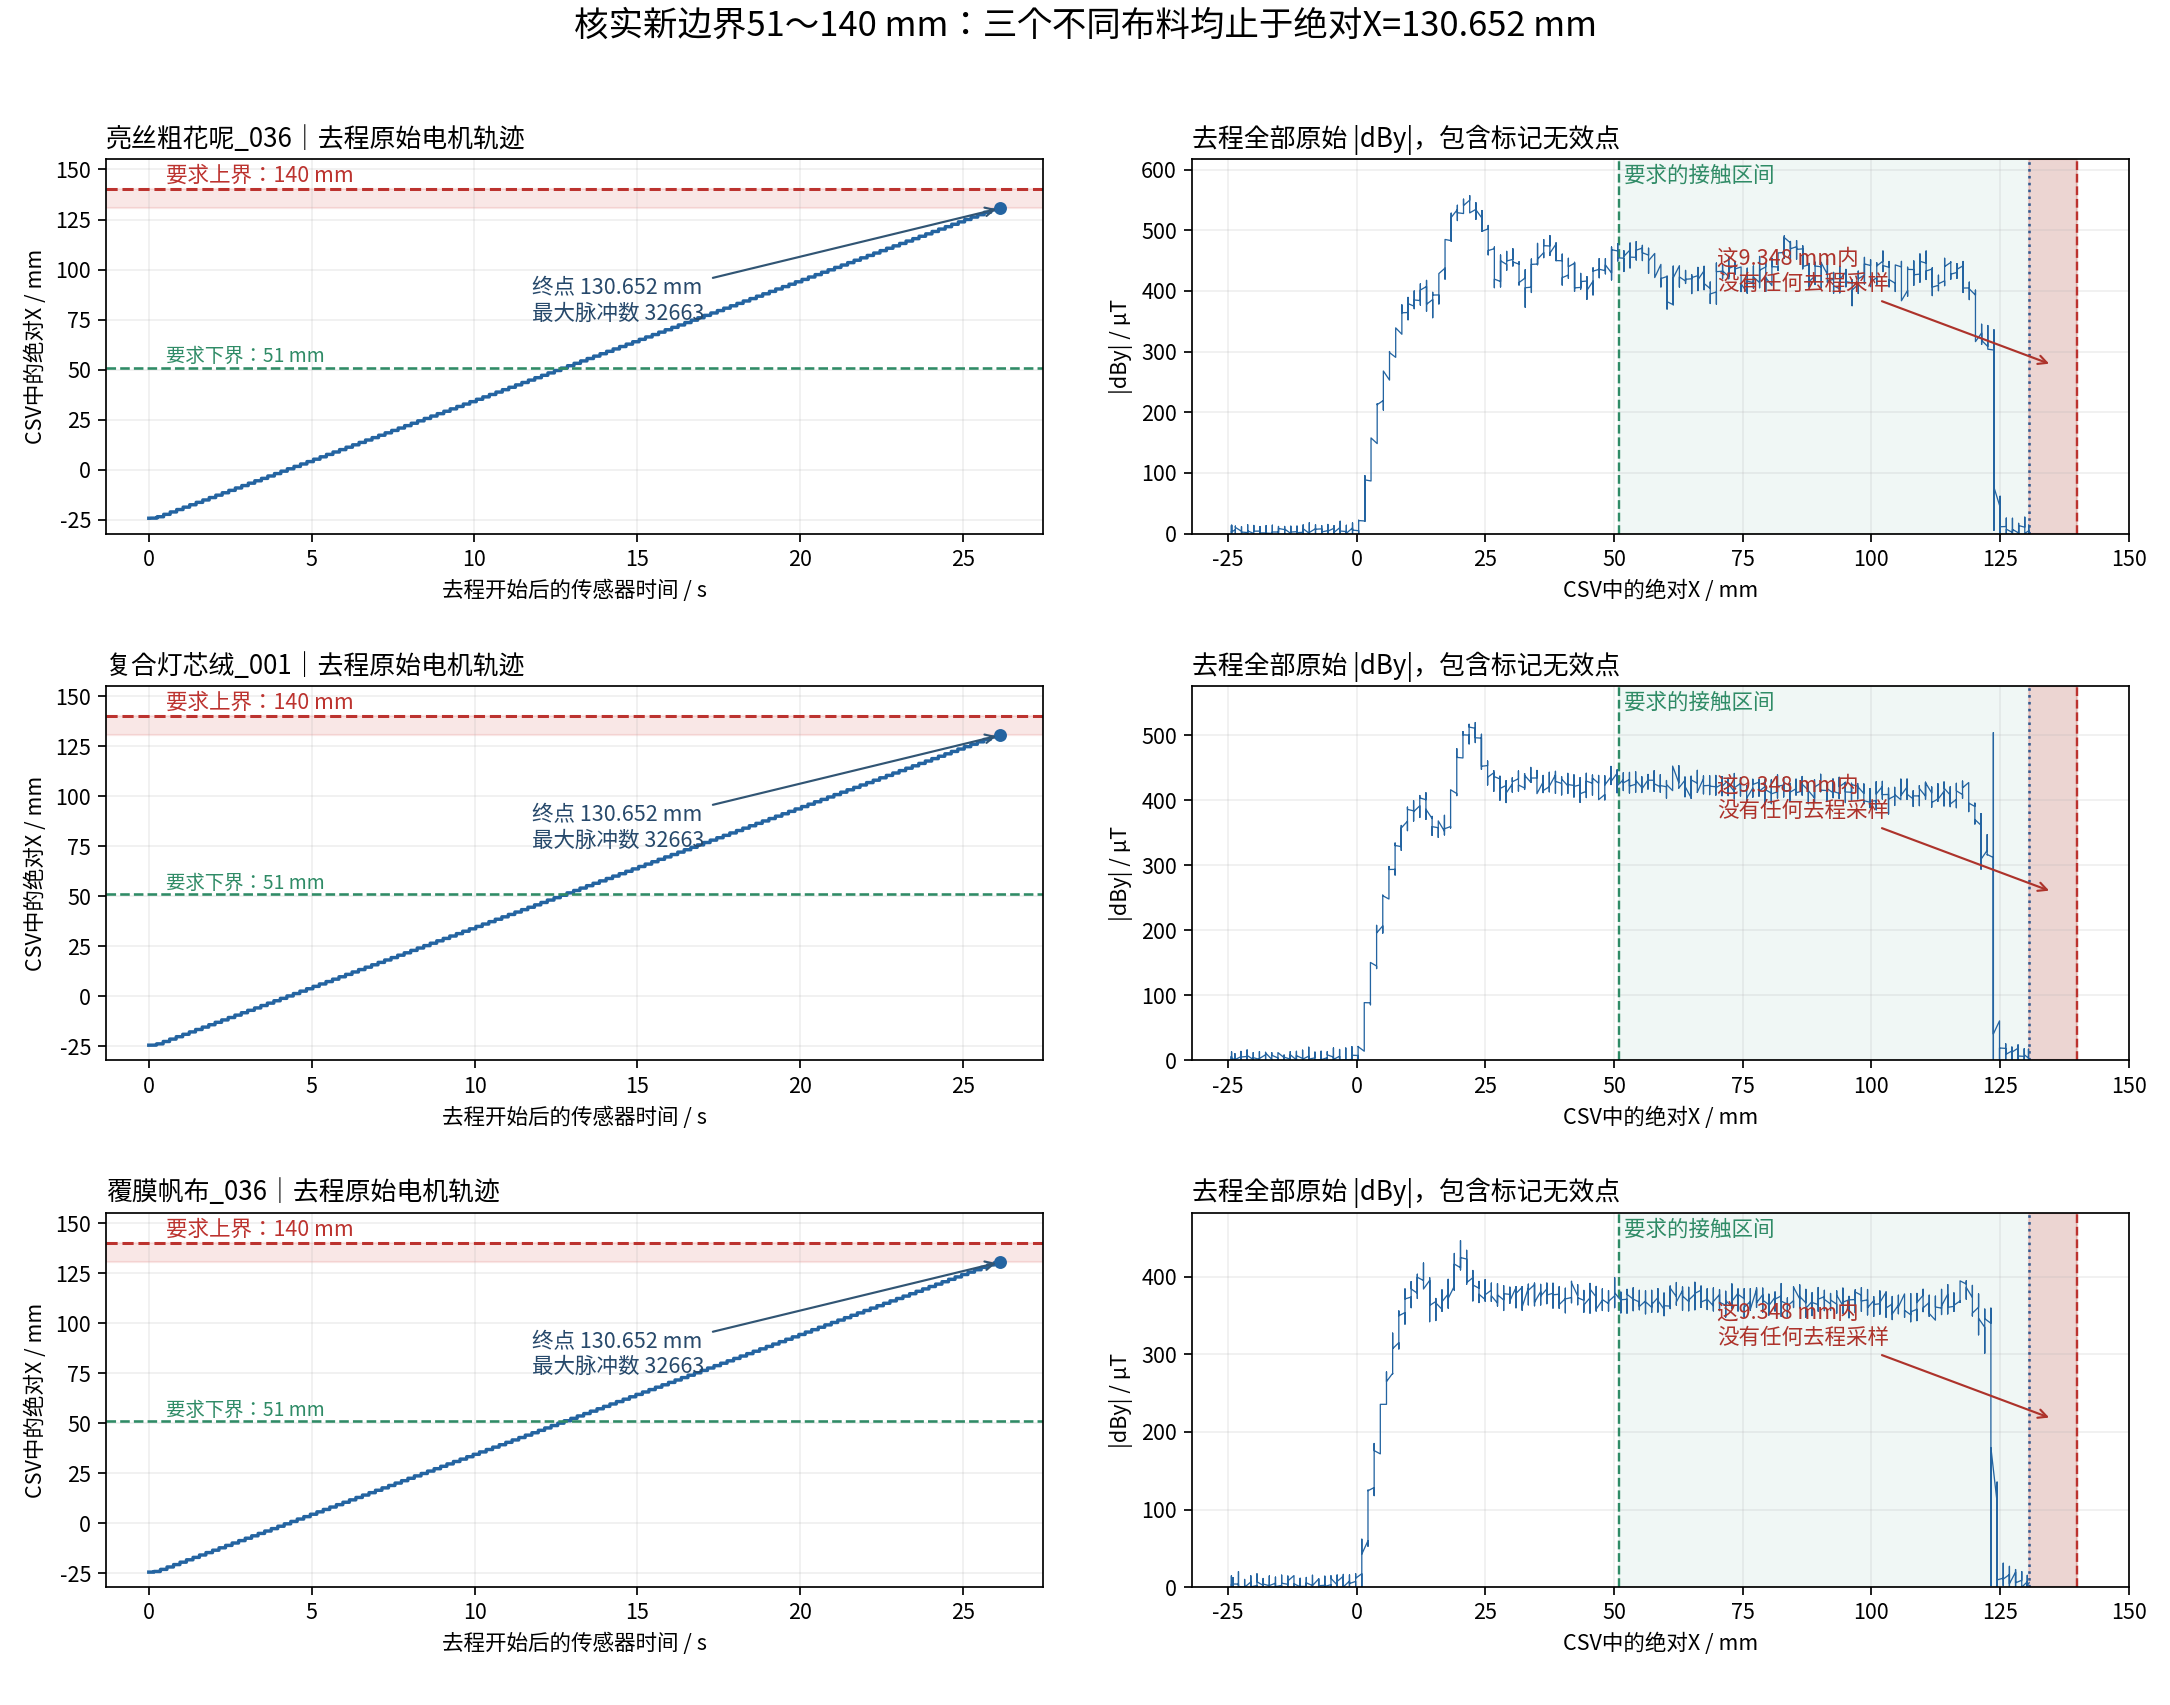 核实新边界51～140 mm：三个不同布料均止于绝对X=130.652 mm
亮丝粗花呢_036｜去程原始电机轨迹
CSV中的绝对X / mm
150
125
100
75
50
25
0
-25
要求上界：140 mm
终点 130.652 mm
最大脉冲数 32663
要求下界：51 mm
0 5 10 15 20 25
去程开始后的传感器时间 / s
去程全部原始 |dBy|，包含标记无效点
|dBy| / μT
600
500
400
300
200
100
0
要求的接触区间
这9.348 mm内
没有任何去程采样
-25 0 25 50 75 100 125 150
CSV中的绝对X / mm
复合灯芯绒_001｜去程原始电机轨迹
CSV中的绝对X / mm
150
125
100
75
50
25
0
-25
要求上界：140 mm
终点 130.652 mm
最大脉冲数 32663
要求下界：51 mm
0 5 10 15 20 25
去程开始后的传感器时间 / s
去程全部原始 |dBy|，包含标记无效点
|dBy| / μT
500
400
300
200
100
0
要求的接触区间
这9.348 mm内
没有任何去程采样
-25 0 25 50 75 100 125 150
CSV中的绝对X / mm
覆膜帆布_036｜去程原始电机轨迹
CSV中的绝对X / mm
150
125
100
75
50
25
0
-25
要求上界：140 mm
终点 130.652 mm
最大脉冲数 32663
要求下界：51 mm
0 5 10 15 20 25
去程开始后的传感器时间 / s
去程全部原始 |dBy|，包含标记无效点
|dBy| / μT
400
300
200
100
0
要求的接触区间
这9.348 mm内
没有任何去程采样
-25 0 25 50 75 100 125 150
CSV中的绝对X / mm